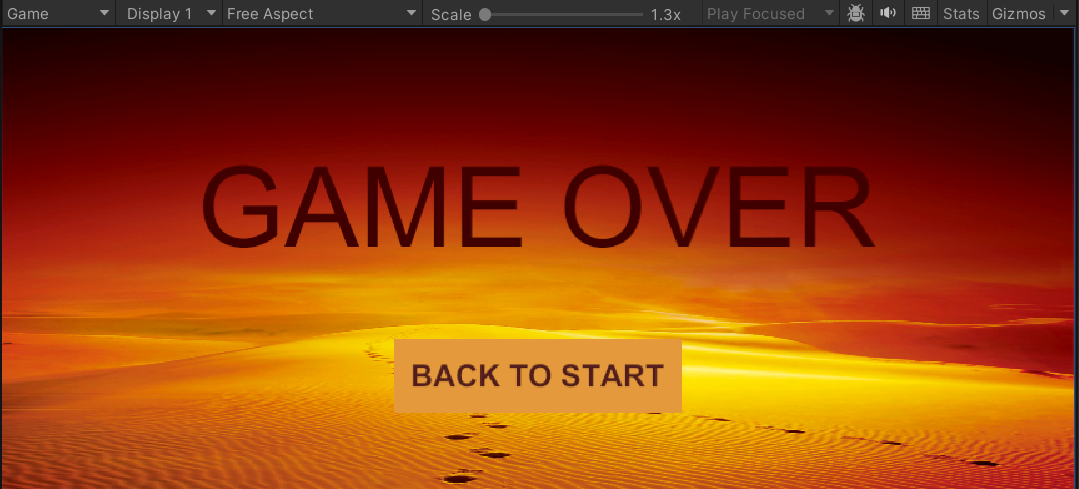 Game Display 1 Free Aspect Scale 1.3x Play Focused Stats Gizmos
GAME OVER
BACK TO START